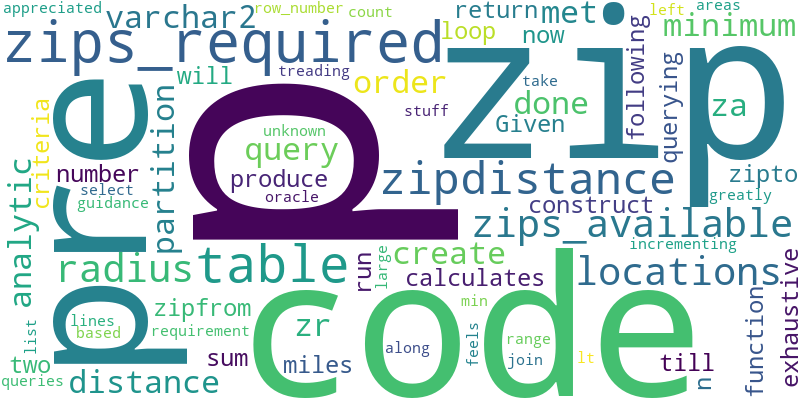 appreciated
varchar2
row_number
count
return
met
left
areas
zips_required
loop
now
minimum
zip
will
treading
order
stuff
done
Given
following
querying
take
za
pre
partition
criteria
p
unknown
query
produce
oracle
zipdistance
zipto
greatly
number
select
guidance
construct
zips_available
analytic
incrementing
radius
table
create
run
large
calculates
locations
code
zipfrom
zr
min
function
exhaustive
lines
based
list
requirement
along
feels
range
join
lt
sum
miles
till
two
queries
distance
n